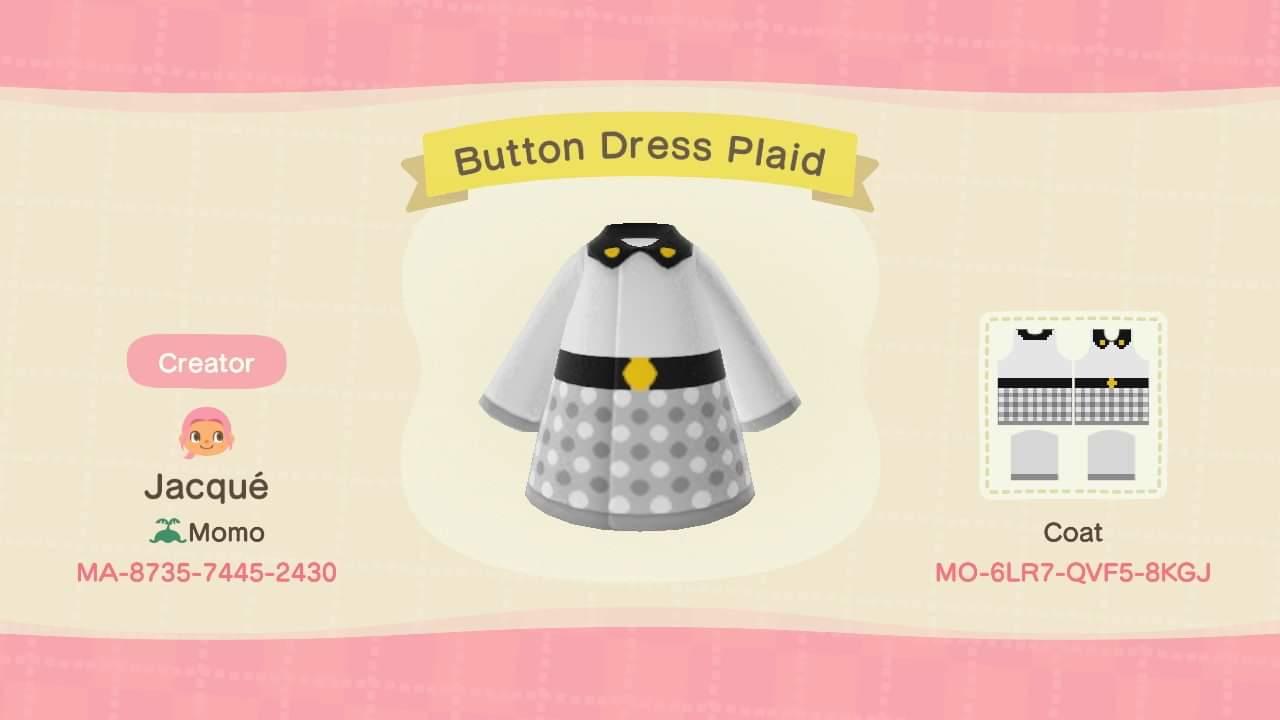 Button Dress Plaid
Creator
Jacqué
Momo
MA-8735-7445-2430
Coat
MO-6LR7-QVF5-8KGJ